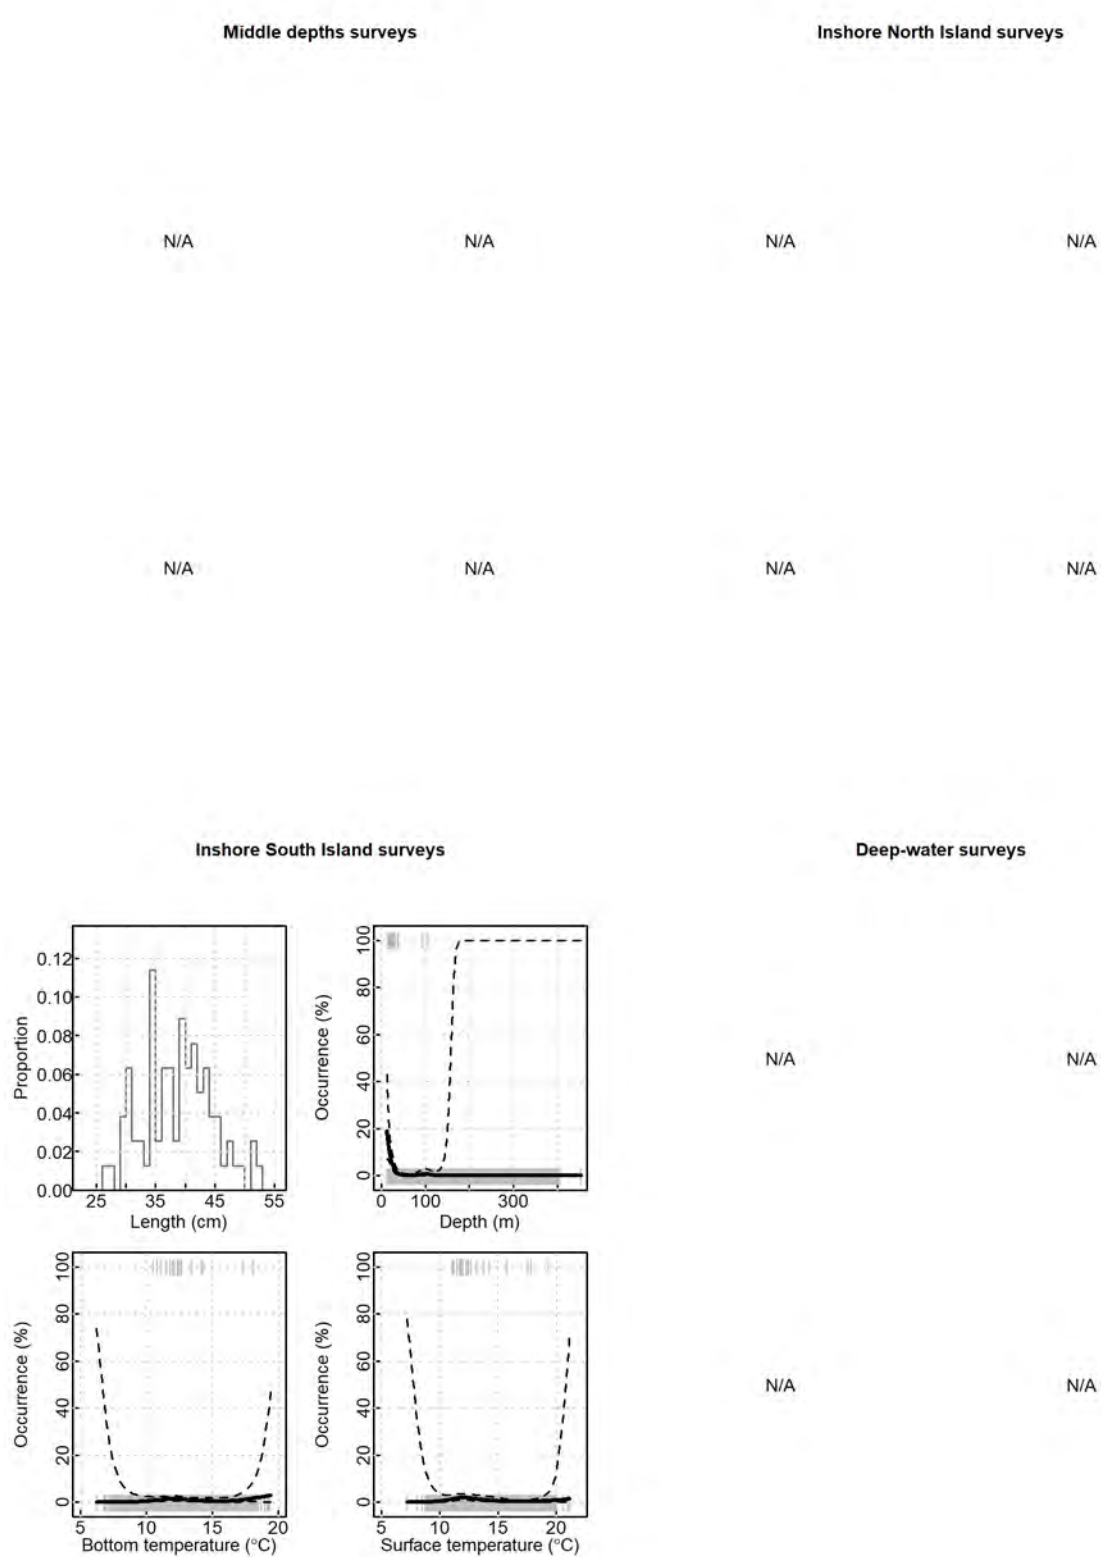 Middle depths surveys
Inshore North Island surveys
N/A
N/A
N/A
N/A
N/A
N/A
N/A
N/A
Inshore South Island surveys
Deep-water surveys
Proportion
0.12
0.10
0.08
0.06
0.04
0.02
0.00
25 35 45 55
Length (cm)
Occurrence (%)
100
80
60
40
20
0
0 100 300
Depth (m)
N/A
N/A
Occurrence (%)
100
80
60
40
20
0
5 10 15 20
Bottom temperature (°C)
Occurrence (%)
100
80
60
40
20
0
5 10 15 20
Surface temperature (°C)
N/A
N/A